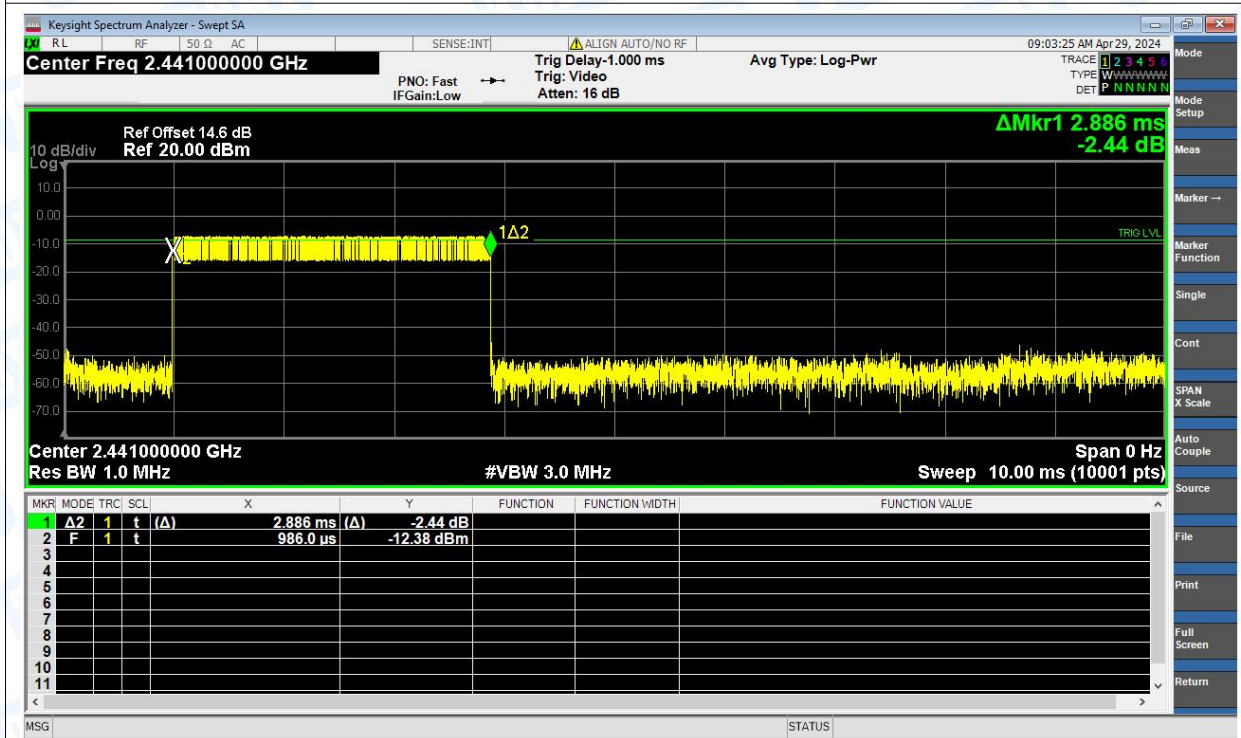 Keysight Spectrum Analyzer - Swept SA
LXI RL RF 50 Ω AC SENSE:INT ALIGN AUTO/NO RF 09:03:25 AM Apr 29, 2024
Center Freq 2.441000000 GHz
PNO: Fast
IFGain:Low
Trig Delay-1.000 ms
Trig: Video
Atten: 16 dB
Avg Type: Log-Pwr
TRACE 1 2 3 4 5 6
TYPE WWWWWW
DET P N N N N N
ΔMkr1 2.886 ms
-2.44 dB
Ref Offset 14.6 dB
10 dB/div Ref 20.00 dBm
Log
10.0
0.00
-10.0
-20.0
-30.0
-40.0
-50.0
-60.0
-70.0
X2
1Δ2
TRIG LVL
Center 2.441000000 GHz Span 0 Hz
Res BW 1.0 MHz #VBW 3.0 MHz Sweep 10.00 ms (10001 pts)
MKR MODE TRC SCL X Y FUNCTION FUNCTION WIDTH FUNCTION VALUE
1 Δ2 1 t (Δ) 2.886 ms (Δ) -2.44 dB
2 F 1 t 986.0 µs -12.38 dBm
3
4
5
6
7
8
9
10
11
MSG STATUS
Mode
Mode Setup
Meas
Marker →
Marker Function
Single
Cont
SPAN X Scale
Auto Couple
Source
File
Print
Full Screen
Return